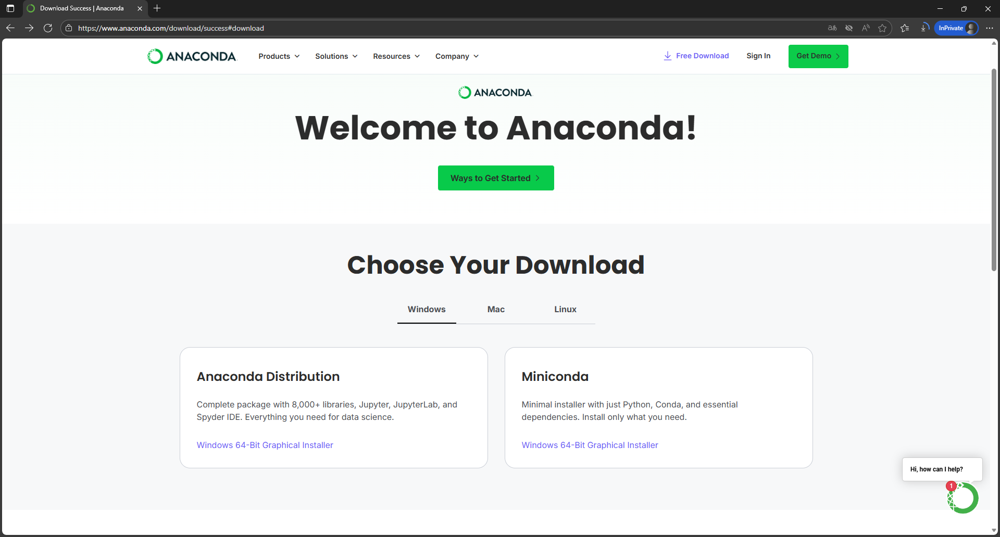 Download Success | Anaconda
https://www.anaconda.com/download/success#download
InPrivate
ANACONDA
Products
Solutions
Resources
Company
Free Download
Sign In
Get Demo
ANACONDA
Welcome to Anaconda!
Ways to Get Started
Choose Your Download
Windows
Mac
Linux
Anaconda Distribution
Complete package with 8,000+ libraries, Jupyter, JupyterLab, and
Spyder IDE. Everything you need for data science.
Windows 64-Bit Graphical Installer
Miniconda
Minimal installer with just Python, Conda, and essential
dependencies. Install only what you need.
Windows 64-Bit Graphical Installer
Hi, how can I help?
1